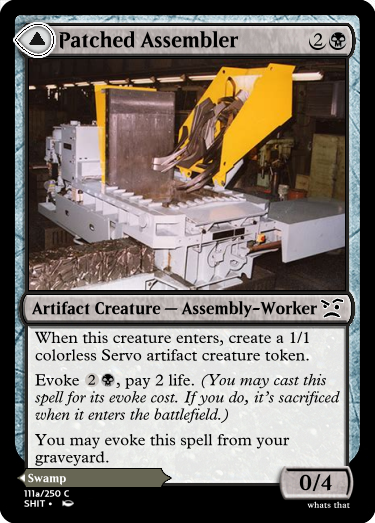 Patched Assembler 2
Artifact Creature — Assembly-Worker
When this creature enters, create a 1/1
colorless Servo artifact creature token.
Evoke 2, pay 2 life. (You may cast this
spell for its evoke cost. If you do, it's sacrificed
when it enters the battlefield.)
You may evoke this spell from your
graveyard.
Swamp
0/4
111a/250 C
SHIT •
whats that